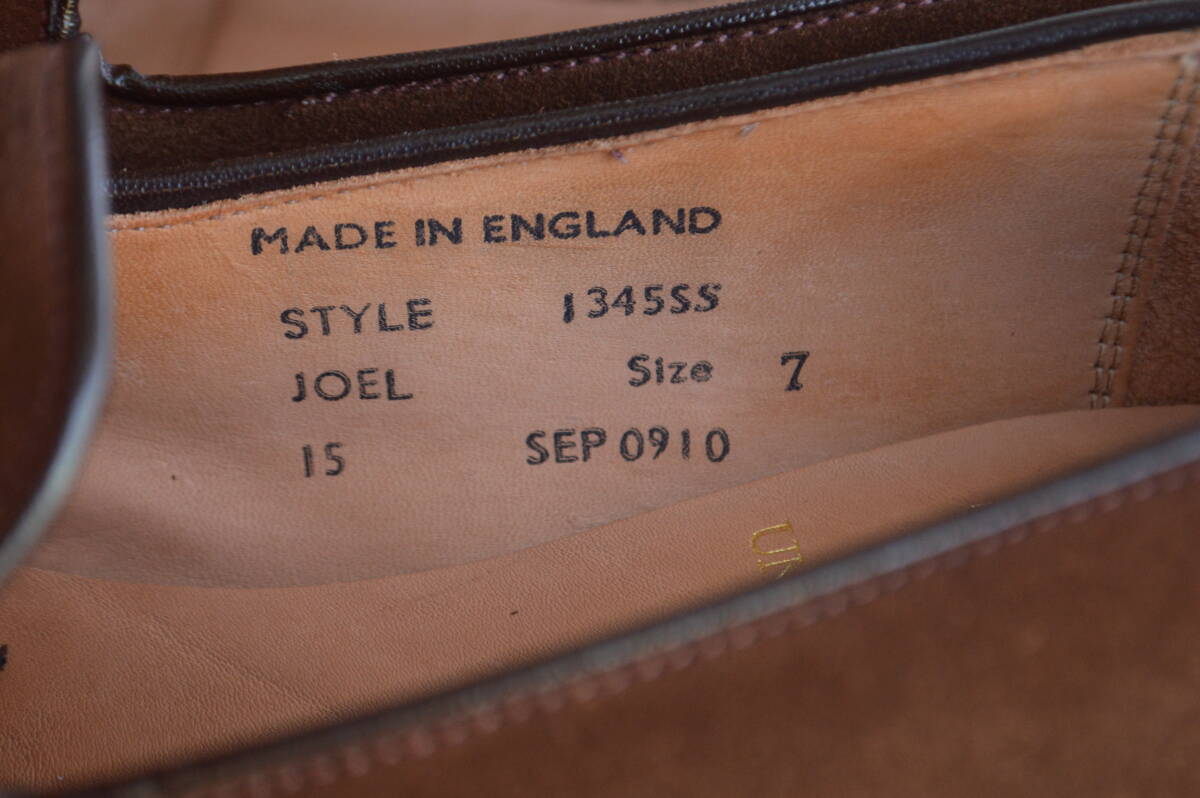 MADE IN ENGLAND
STYLE 1345SS
JOEL Size 7
15 SEP 0910